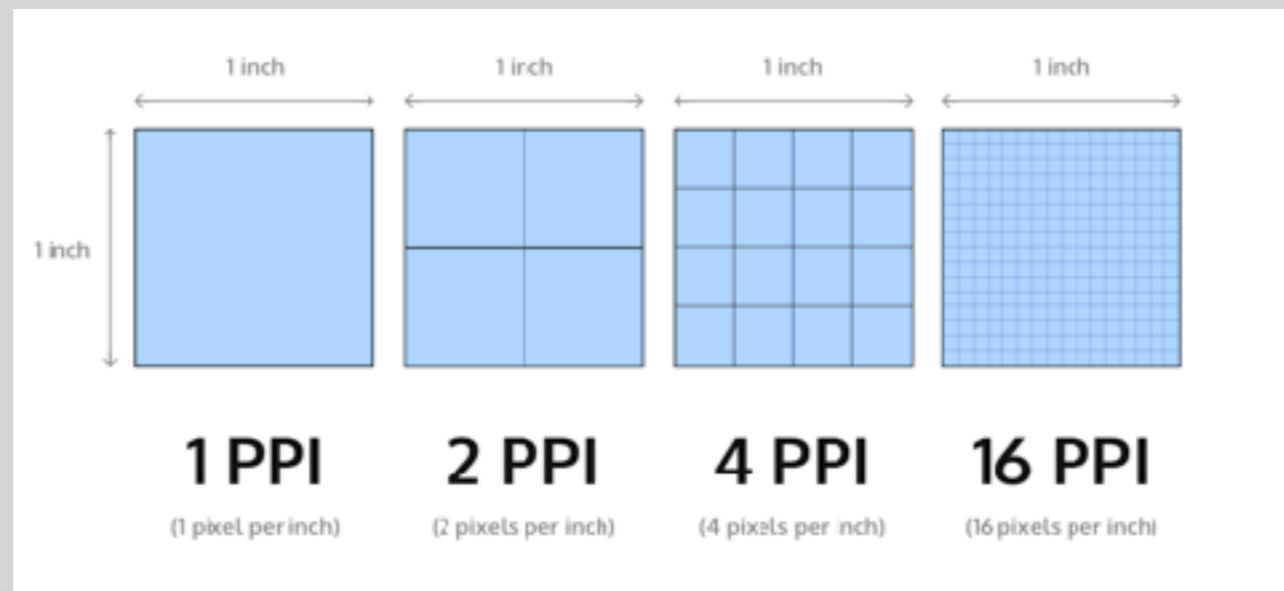 1 inch 1 inch 1 inch 1 inch
1 inch
1 PPI 2 PPI 4 PPI 16 PPI
(1 pixel per inch) (2 pixels per inch) (4 pixels per inch) (16 pixels per inch)